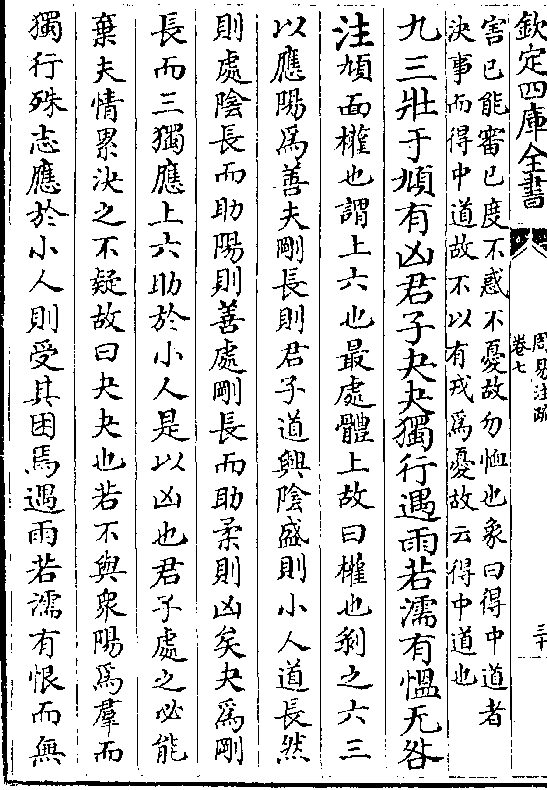 欽定四庫全書
周易注疏
卷七
三十
害已能審已度不惑不憂故勿恤也象曰得中道者
決事而得中道故不以有戎為憂故云得中道也
九三壯于頄有凶君子夬夬獨行遇雨若濡有愠无咎
注頄面權也謂上六也最處體上故曰權也剥之六三
以應陽為善夫剛長則君子道興陰盛則小人道長然
則處陰長而助陽則善處剛長而助柔則凶矣夬為剛
長而三獨應上六助於小人是以凶也君子處之必能
棄夫情累決之不疑故曰夬夬也若不與衆陽為羣而
獨行殊志應於小人則受其困焉遇雨若濡有恨而無